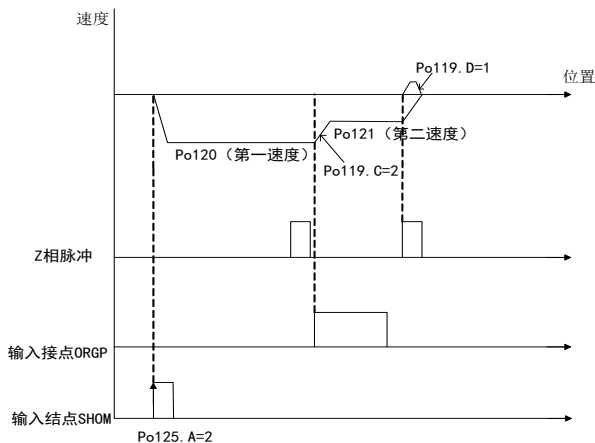 速度
Po119.D=1
位置
Po120（第一速度）
Po121（第二速度）
Po119.C=2
Z相脉冲
输入接点ORGP
输入结点SHOM
Po125.A=2